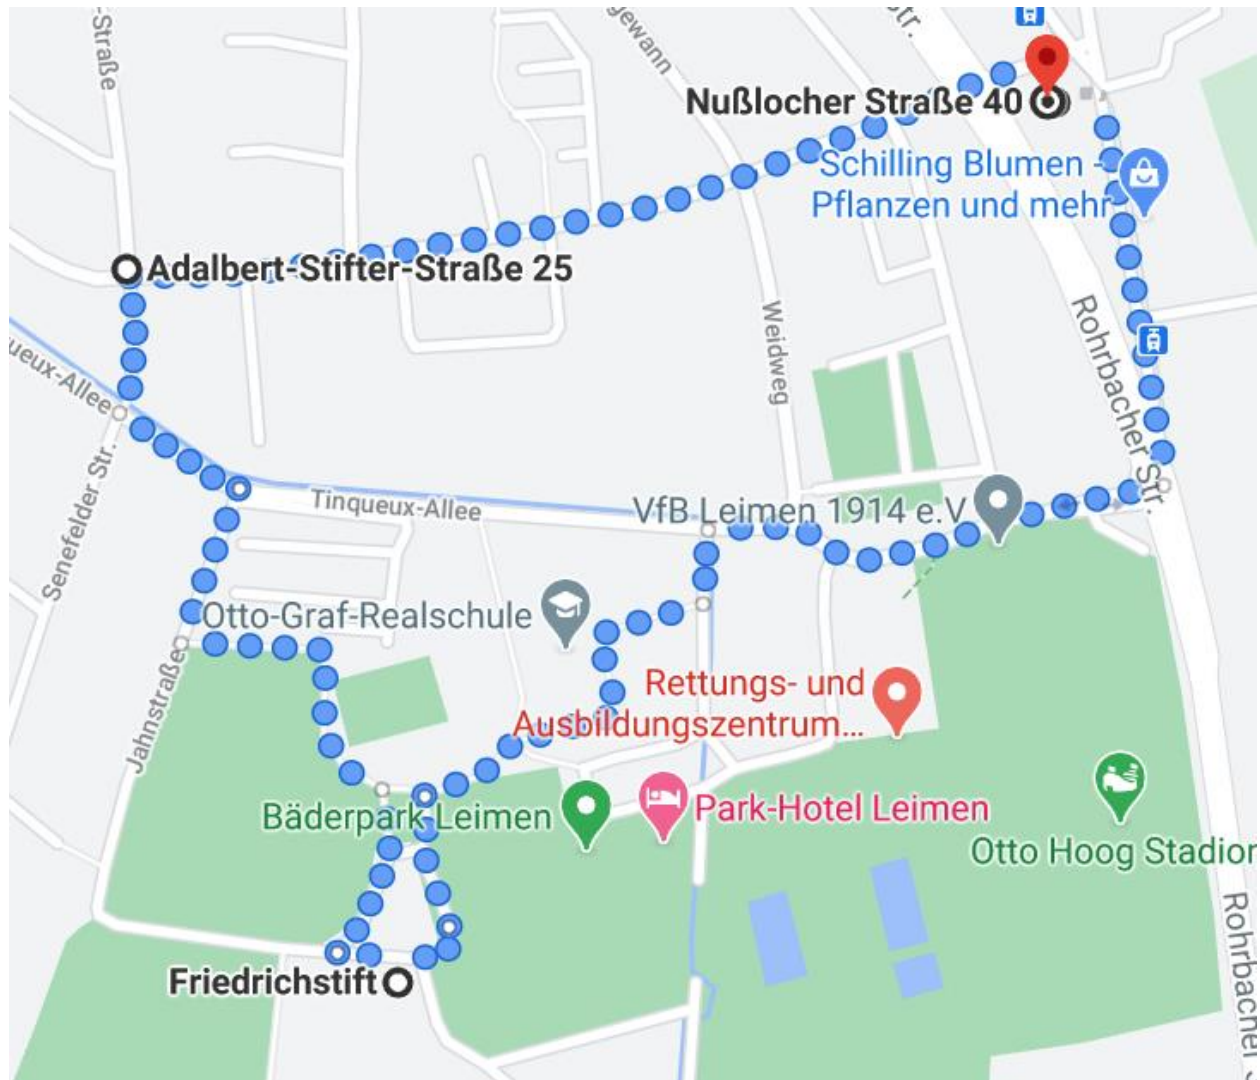 -Straße
gewann
Str.
Nußlocher Straße 40
Schilling Blumen -
Pflanzen und mehr
Adalbert-Stifter-Straße 25
Weidweg
Rohrbacher Str.
ueux-Allee
Senefelder Str.
Tinqueux-Allee
VfB Leimen 1914 e.V
Otto-Graf-Realschule
Rettungs- und
Ausbildungszentrum...
Jahnstraße
Bäderpark Leimen
Park-Hotel Leimen
Otto Hoog Stadion
Friedrichstift
Rohrbacher S